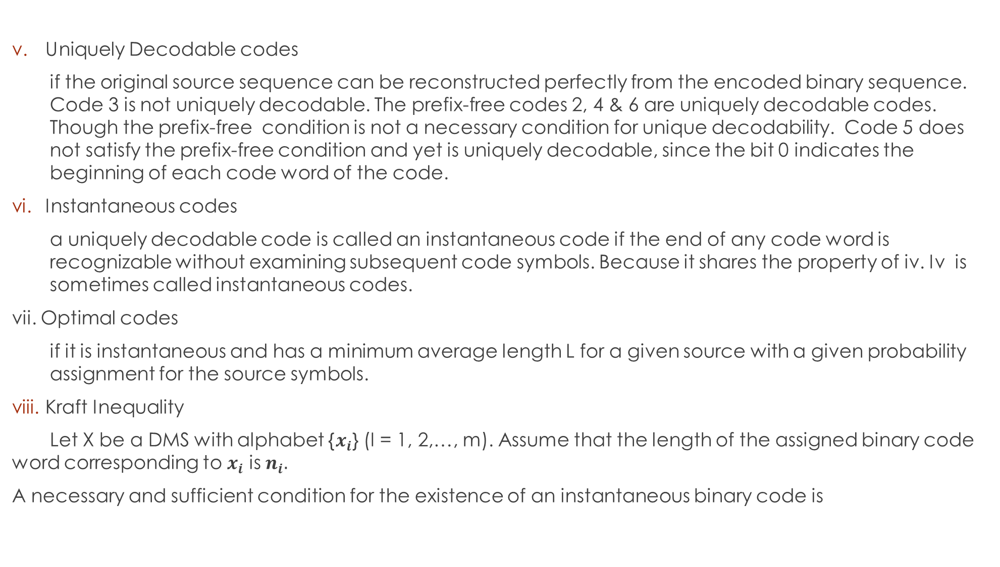 v. Uniquely Decodable codes
if the original source sequence can be reconstructed perfectly from the encoded binary sequence.
Code 3 is not uniquely decodable. The prefix-free codes 2, 4 & 6 are uniquely decodable codes.
Though the prefix-free condition is not a necessary condition for unique decodability. Code 5 does
not satisfy the prefix-free condition and yet is uniquely decodable, since the bit 0 indicates the
beginning of each code word of the code.
vi. Instantaneous codes
a uniquely decodable code is called an instantaneous code if the end of any code word is
recognizable without examining subsequent code symbols. Because it shares the property of iv. Iv is
sometimes called instantaneous codes.
vii. Optimal codes
if it is instantaneous and has a minimum average length L for a given source with a given probability
assignment for the source symbols.
viii. Kraft Inequality
Let X be a DMS with alphabet {𝒙ᵢ} (I = 1, 2,…, m). Assume that the length of the assigned binary code
word corresponding to 𝒙ᵢ is 𝒏ᵢ.
A necessary and sufficient condition for the existence of an instantaneous binary code is